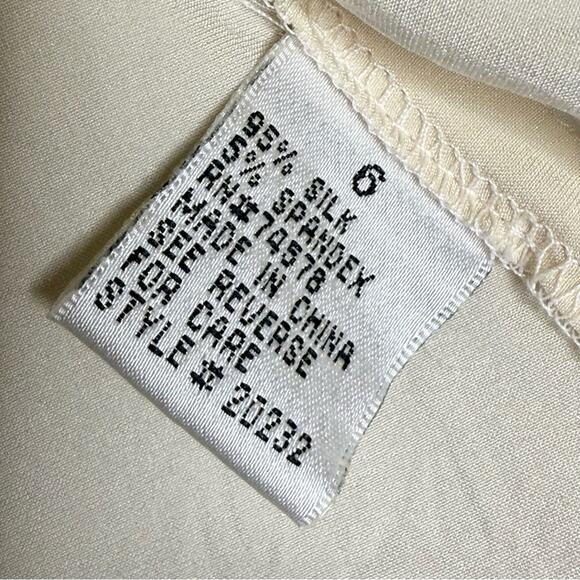 6
95% SILK
5% SPANDEX
RN# 74578
MADE IN CHINA
SEE REVERSE
FOR CARE
STYLE # 20232